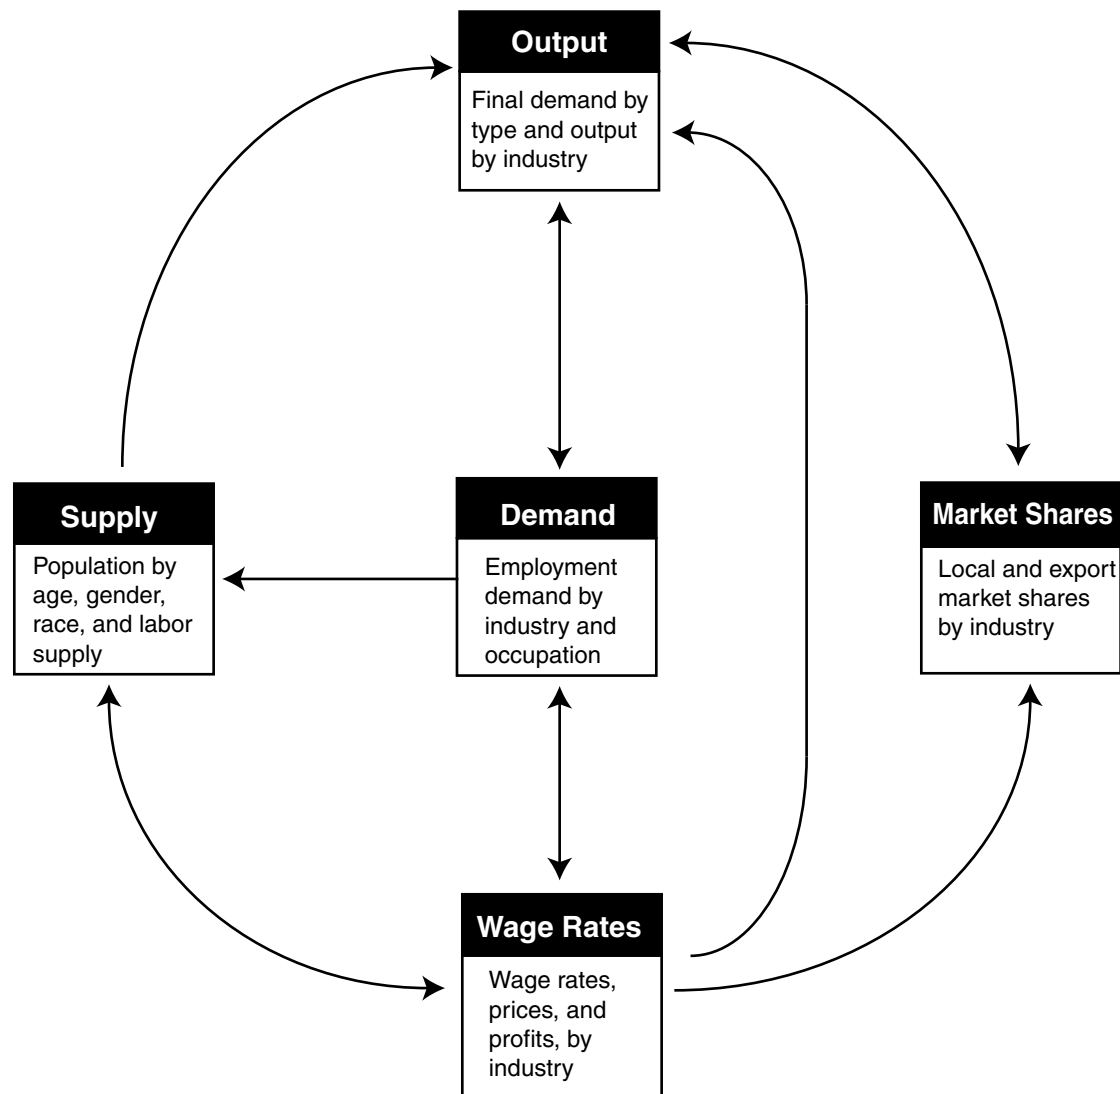 Output
Final demand by
type and output
by industry
Supply
Population by
age, gender,
race, and labor
supply
Demand
Employment
demand by
industry and
occupation
Market Shares
Local and export
market shares
by industry
Wage Rates
Wage rates,
prices, and
profits, by
industry